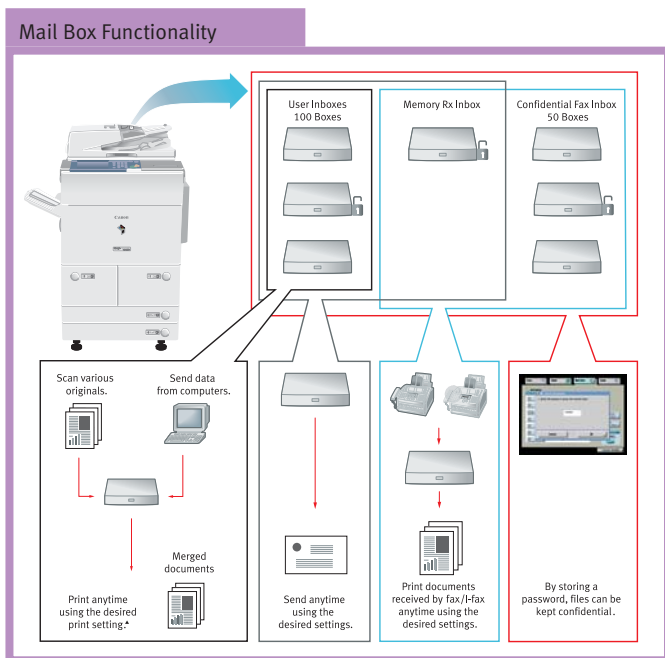 Mail Box Functionality
User Inboxes
100 Boxes
Memory Rx Inbox
Confidential Fax Inbox
50 Boxes
Canon
Scan various
originals.
Send data
from computers.
Merged
documents
Print anytime
using the desired
print setting.▲
Send anytime
using the
desired settings.
Print documents
received by fax/I-fax
anytime using the
desired settings.
By storing a
password, files can be
kept confidential.